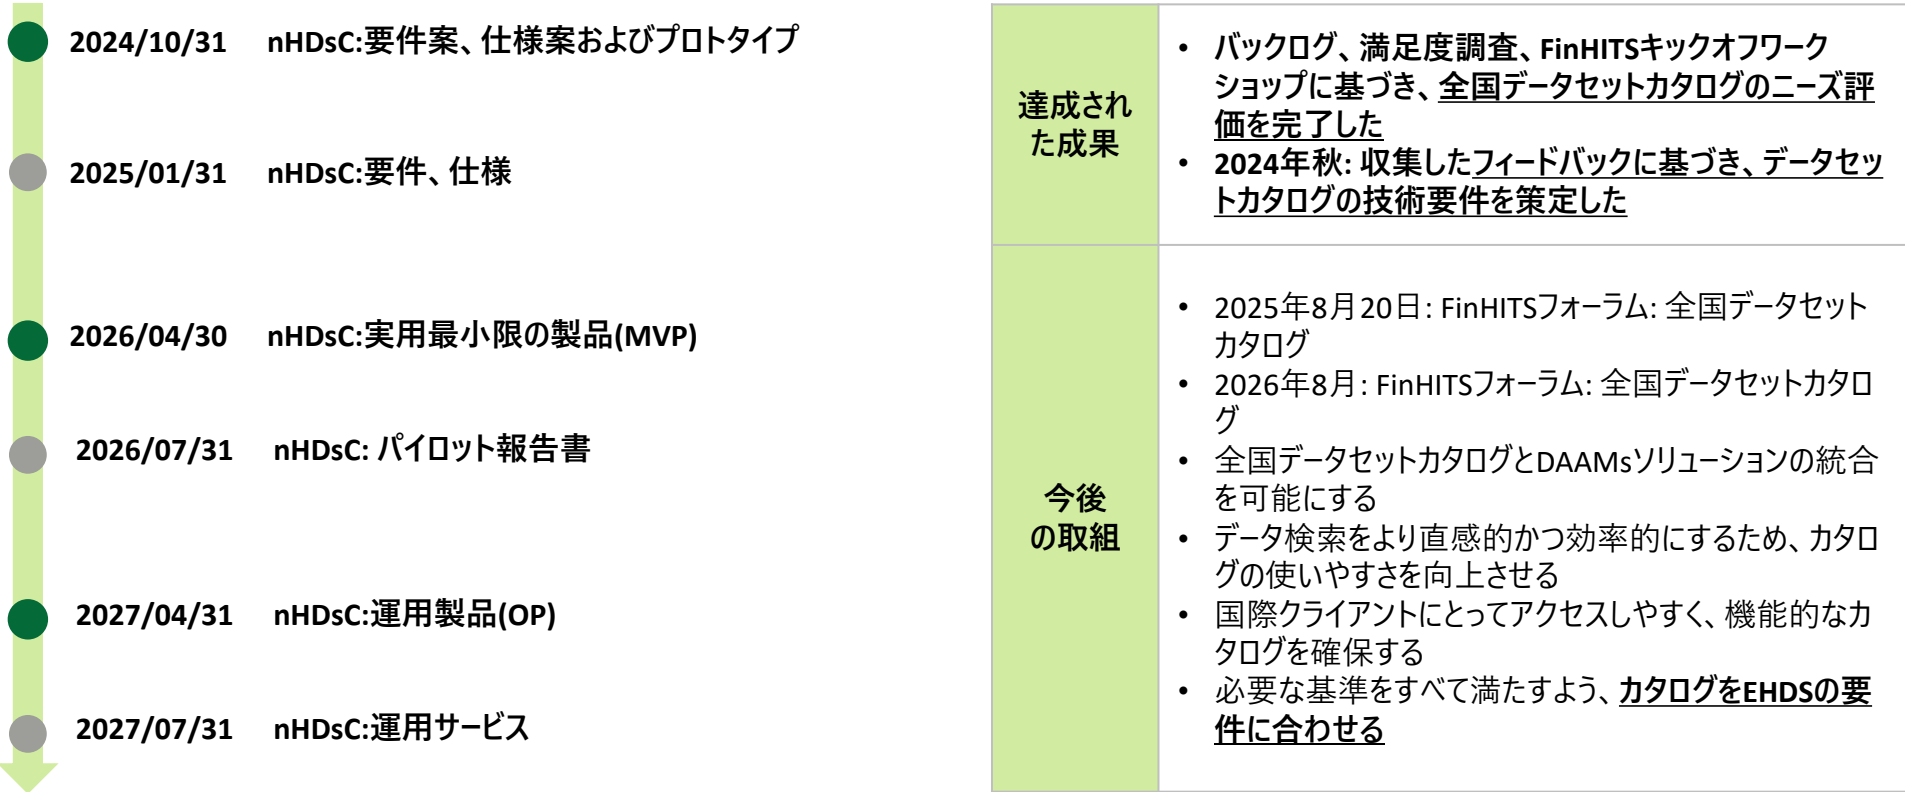 2024/10/31 nHDsC:要件案、仕様案およびプロトタイプ
2025/01/31 nHDsC:要件、仕様
2026/04/30 nHDsC:実用最小限の製品(MVP)
2026/07/31 nHDsC: パイロット報告書
2027/04/31 nHDsC:運用製品(OP)
2027/07/31 nHDsC:運用サービス
達成され
た成果
• バックログ、満足度調査、FinHITSキックオフワーク
ショップに基づき、全国データセットカタログのニーズ評
価を完了した
• 2024年秋: 収集したフィードバックに基づき、データセッ
トカタログの技術要件を策定した
今後
の取組
• 2025年8月20日: FinHITSフォーラム: 全国データセット
カタログ
• 2026年8月: FinHITSフォーラム: 全国データセットカタロ
グ
• 全国データセットカタログとDAAMsソリューションの統合
を可能にする
• データ検索をより直感的かつ効率的にするため、カタロ
グの使いやすさを向上させる
• 国際クライアントにとってアクセスしやすく、機能的なカ
タログを確保する
• 必要な基準をすべて満たすよう、カタログをEHDSの要
件に合わせる